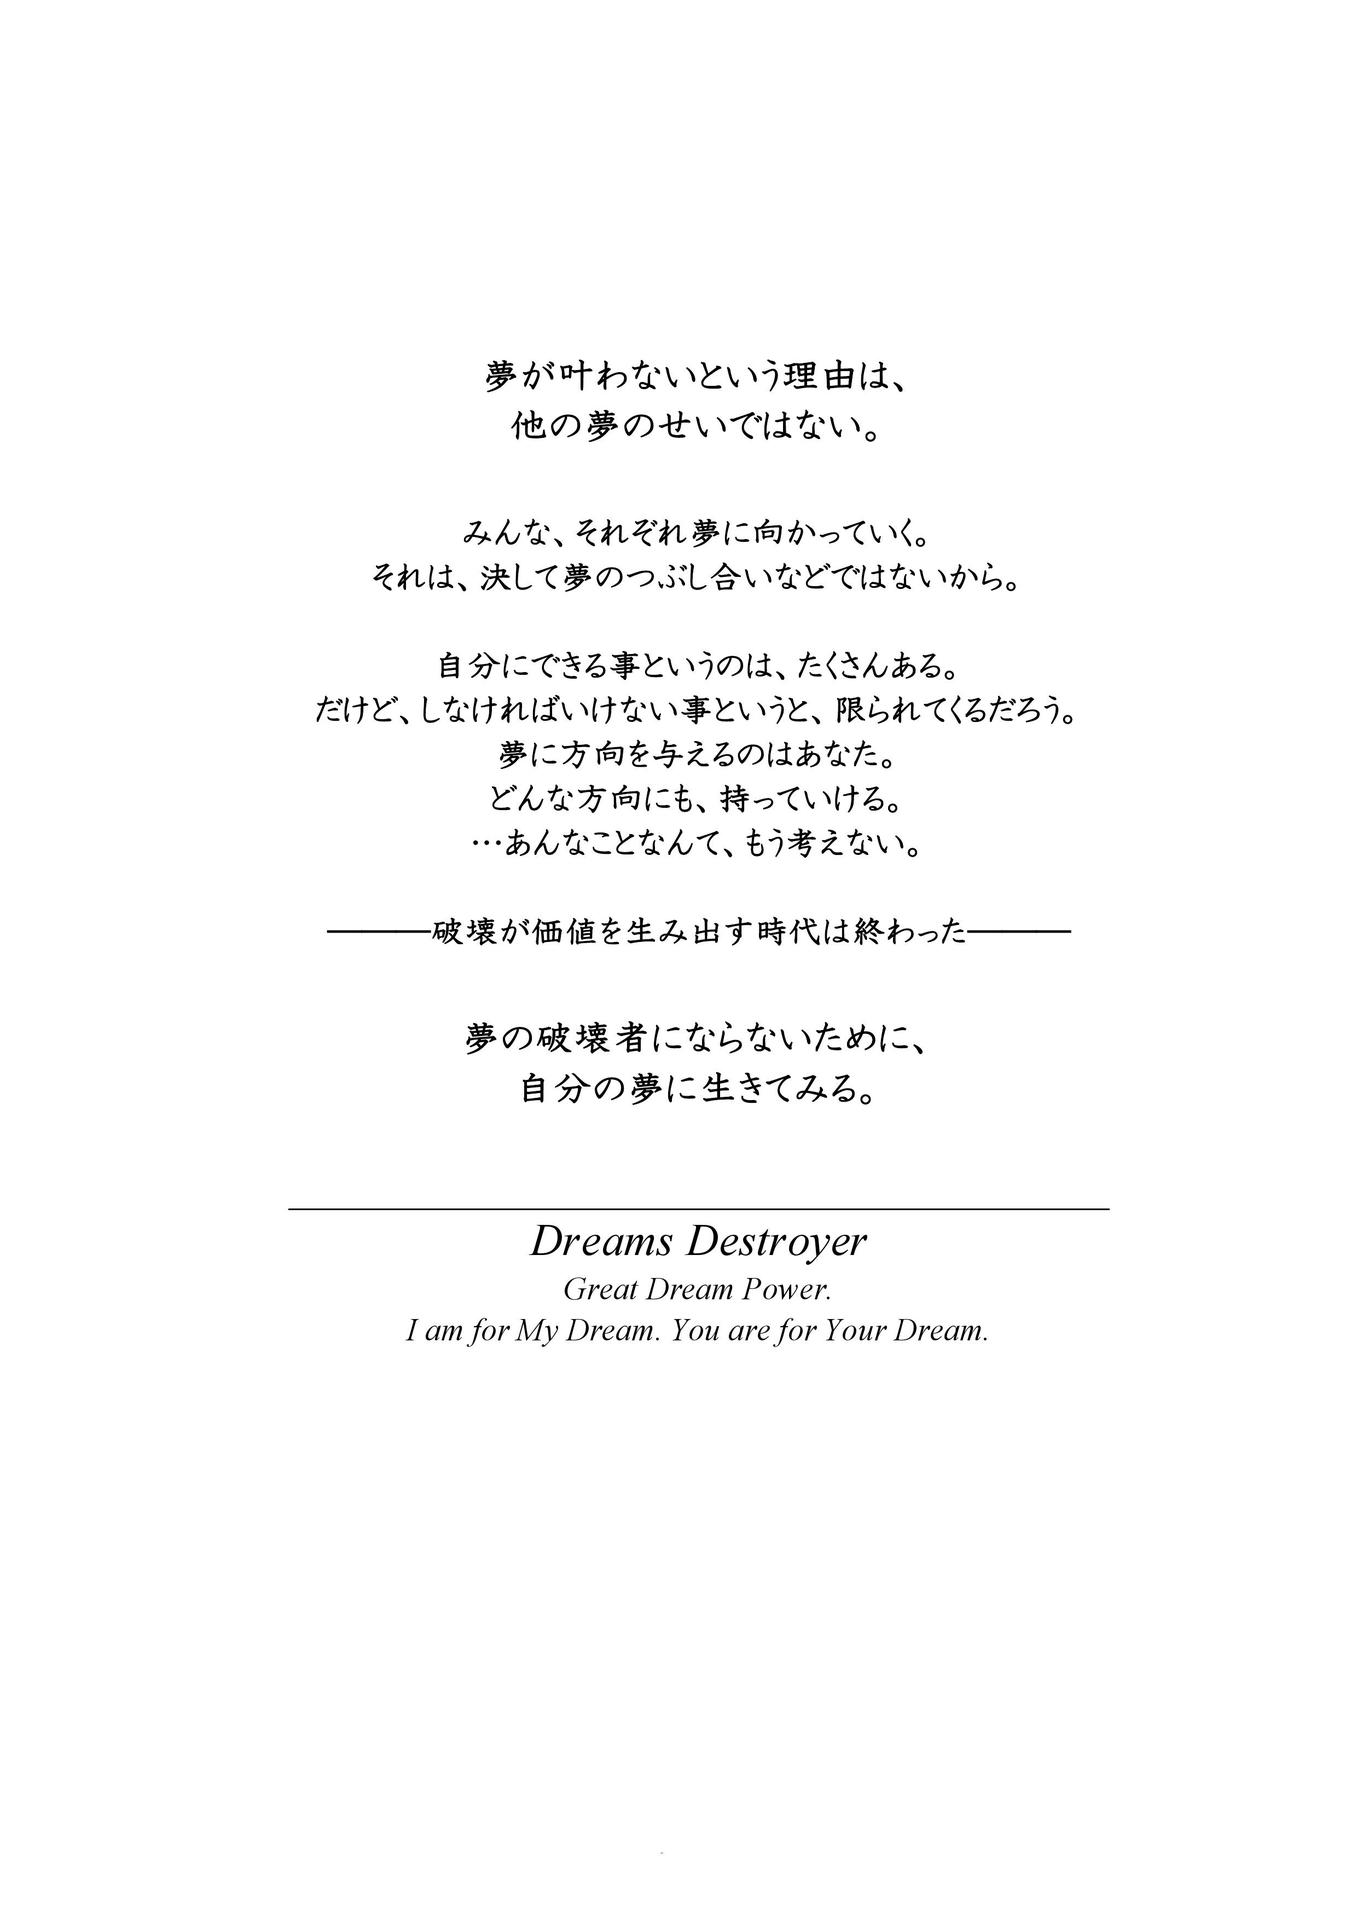 夢が叶わないという理由は、
他の夢のせいではない。
みんな、それぞれ夢に向かっていく。
それは、決して夢のつぶし合いなどではないから。
自分にできる事というのは、たくさんある。
だけど、しなければいけない事というと、限られてくるだろう。
夢に方向を与えるのはあなた。
どんな方向にも、持っていける。
…あんなことなんて、もう考えない。
―――破壊が価値を生み出す時代は終わった―――
夢の破壊者にならないために、
自分の夢に生きてみる。
Dreams Destroyer
Great Dream Power.
I am for My Dream. You are for Your Dream.